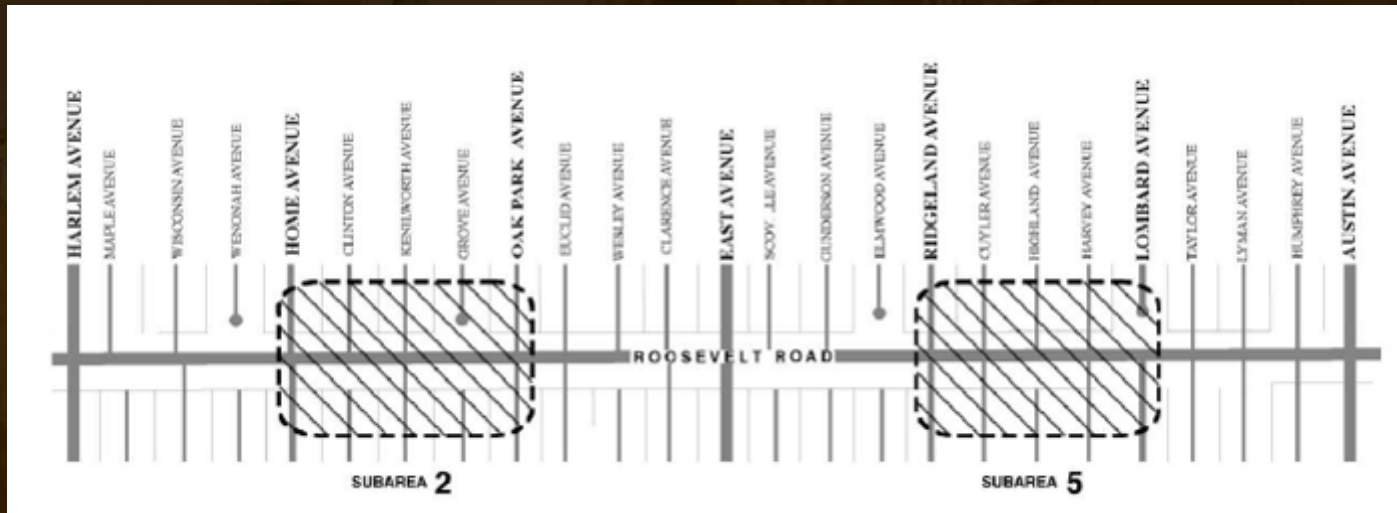 HARLEM AVENUE
MAPLE AVENUE
WISCONSIN AVENUE
WENONAH AVENUE
HOME AVENUE
CLINTON AVENUE
KENILWORTH AVENUE
GROVE AVENUE
OAK PARK AVENUE
EUCLID AVENUE
WESLEY AVENUE
CLARENCE AVENUE
EAST AVENUE
AVENUE
GUNDERSON AVENUE
ELMWOOD AVENUE
RIDGELAND AVENUE
CUYLER AVENUE
HIGHLAND AVENUE
HARVEY AVENUE
LOMBARD AVENUE
TAYLOR AVENUE
LYMAN AVENUE
HUMPHREY AVENUE
AUSTIN AVENUE
ROOSEVELT ROAD
SUBAREA 2
SUBAREA 5